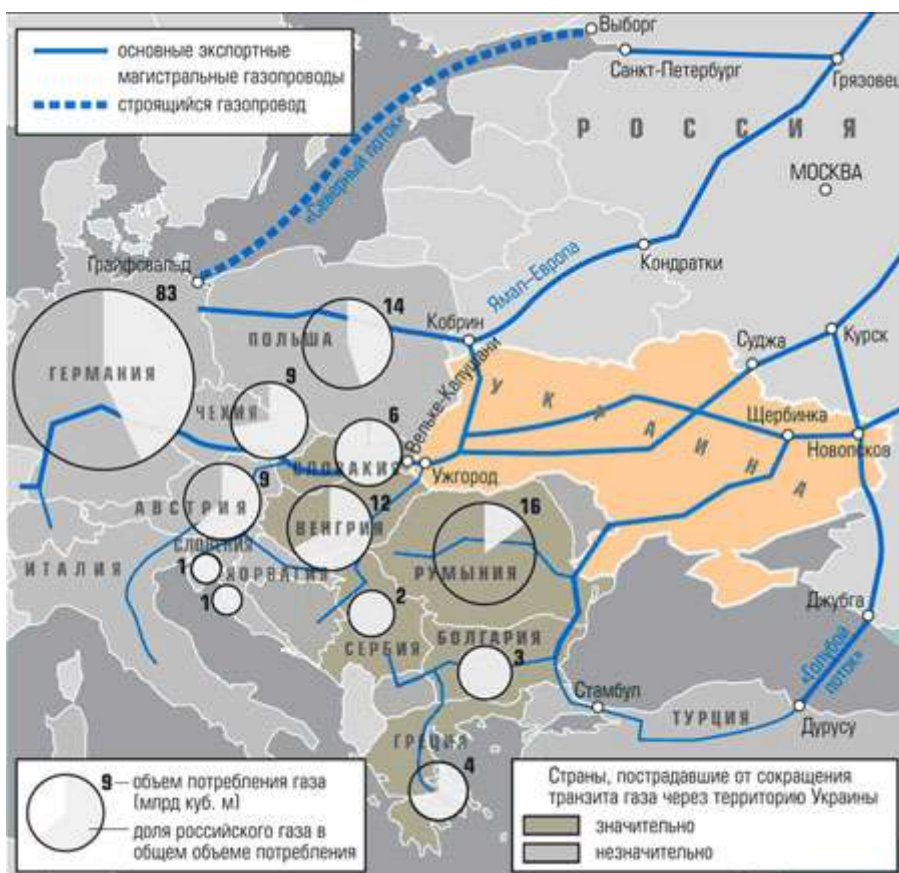 основные экспортные
магистральные газопроводы
строящийся газопровод
Выборг
Санкт-Петербург
Грязовец
РОССИЯ
МОСКВА
«Северный поток»
Грайфсвальд
Кондратки
Ямал–Европа
83
14
Кобрин
ПОЛЬША
Суджа
Курск
ГЕРМАНИЯ
9
ЧЕХИЯ
6
Вельке-Капушани
УКРАИНА
Щербинка
Новопсков
СЛОВАКИЯ
Ужгород
9
АВСТРИЯ
12
ВЕНГРИЯ
16
РУМЫНИЯ
ИТАЛИЯ
СЛОВЕНИЯ
1
ХОРВАТИЯ
1
2
СЕРБИЯ
БОЛГАРИЯ
3
Джубга
«Голубой поток»
Стамбул
ТУРЦИЯ
Дурусу
ГРЕЦИЯ
4
9
объем потребления газа
(млрд куб. м)
доля российского газа в
общем объеме потребления
Страны, пострадавшие от сокращения
транзита газа через территорию Украины
значительно
незначительно